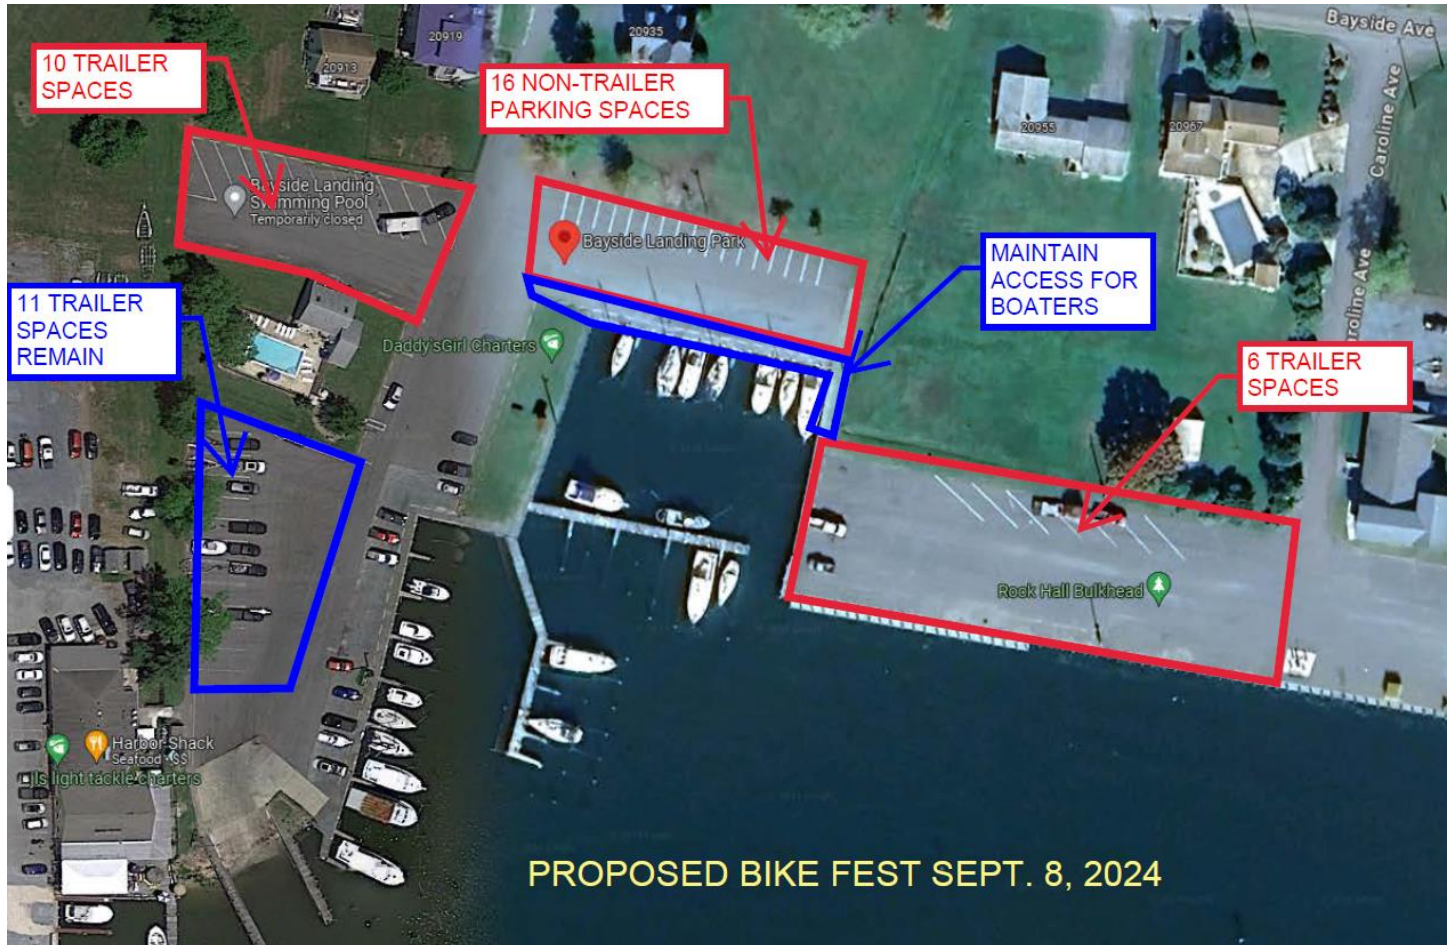 Bayside Ave
20919
20935
10 TRAILER
SPACES
20913
16 NON-TRAILER
PARKING SPACES
20955
20967
Caroline Ave
Bayside Landing
Swimming Pool
Temporarily closed
Bayside Landing Park
MAINTAIN
ACCESS FOR
BOATERS
Caroline Ave
11 TRAILER
SPACES
REMAIN
Daddy'sGirl Charters
6 TRAILER
SPACES
Rock Hall Bulkhead
Harbor Shack
Seafood · $$
light tackle charters
PROPOSED BIKE FEST SEPT. 8, 2024